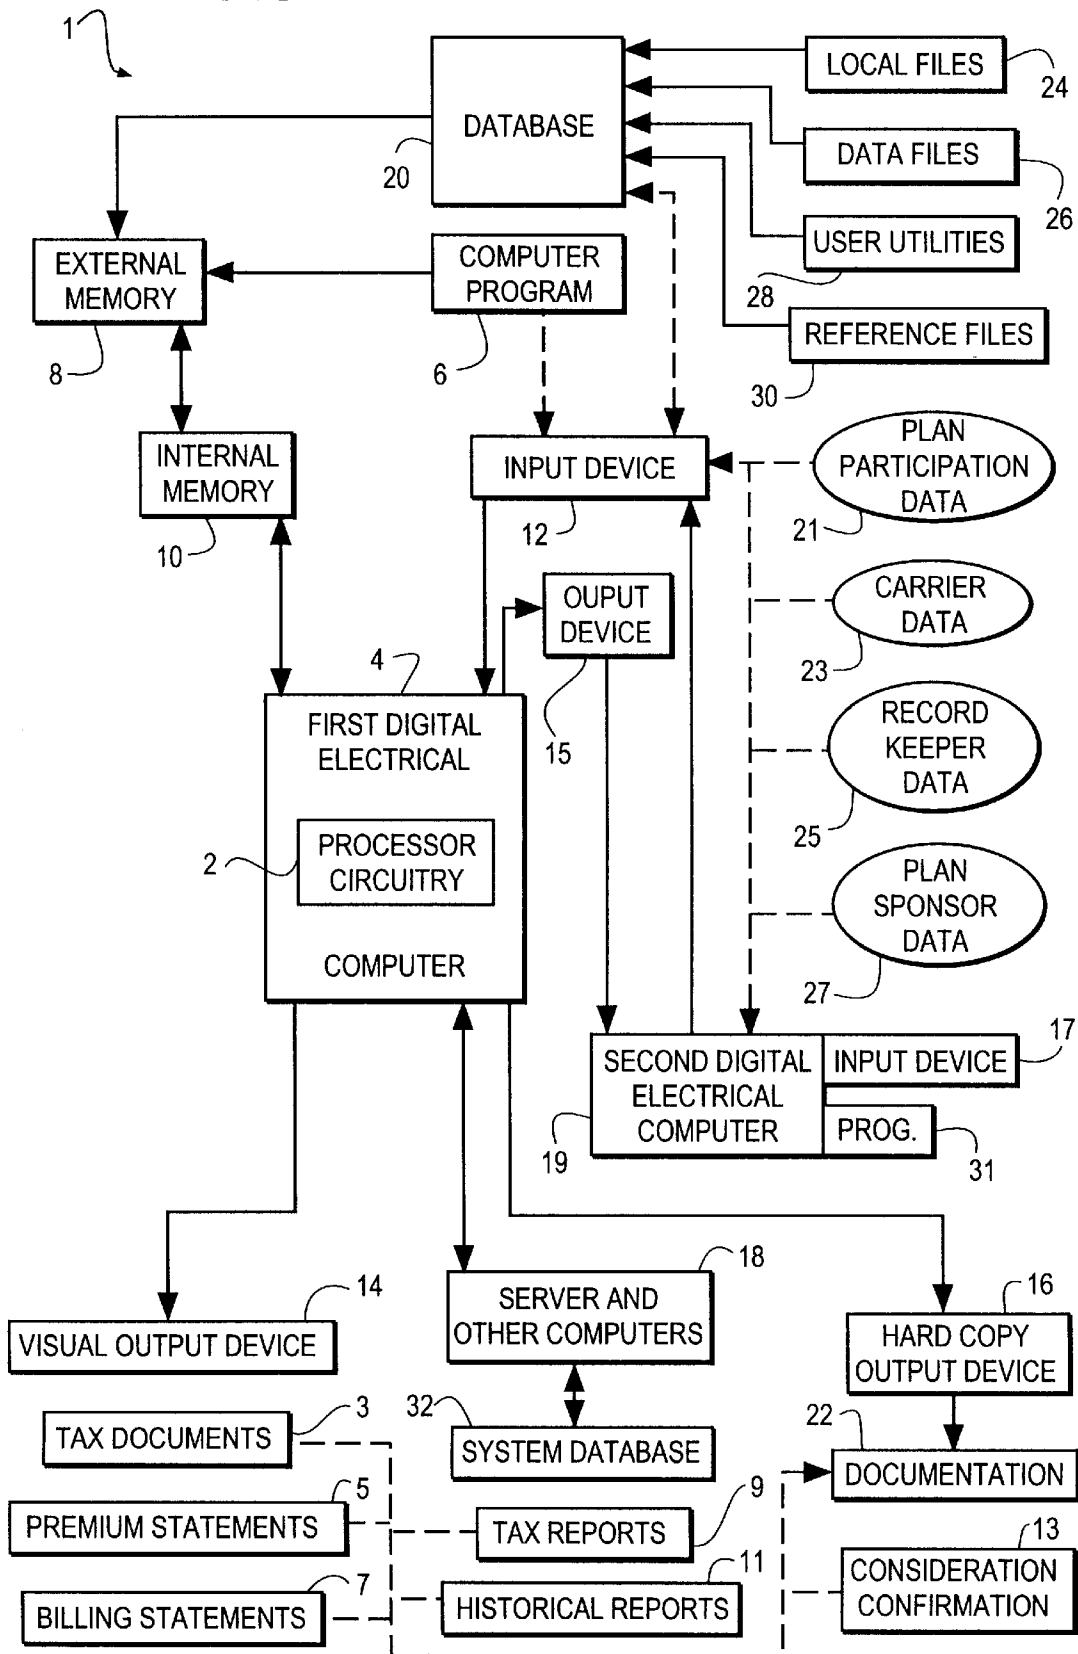 1
DATABASE
20
LOCAL FILES
24
DATA FILES
26
USER UTILITIES
28
REFERENCE FILES
30
EXTERNAL
MEMORY
8
COMPUTER
PROGRAM
6
INTERNAL
MEMORY
10
INPUT DEVICE
12
PLAN
PARTICIPATION
DATA
21
OUPUT
DEVICE
15
CARRIER
DATA
23
4
FIRST DIGITAL
ELECTRICAL
PROCESSOR
CIRCUITRY
2
COMPUTER
RECORD
KEEPER
DATA
25
PLAN
SPONSOR
DATA
27
SECOND DIGITAL
ELECTRICAL
COMPUTER
19
INPUT DEVICE
17
PROG.
31
14
VISUAL OUTPUT DEVICE
18
SERVER AND
OTHER COMPUTERS
16
HARD COPY
OUTPUT DEVICE
3
TAX DOCUMENTS
32
SYSTEM DATABASE
22
DOCUMENTATION
5
PREMIUM STATEMENTS
9
TAX REPORTS
13
CONSIDERATION
CONFIRMATION
7
BILLING STATEMENTS
11
HISTORICAL REPORTS